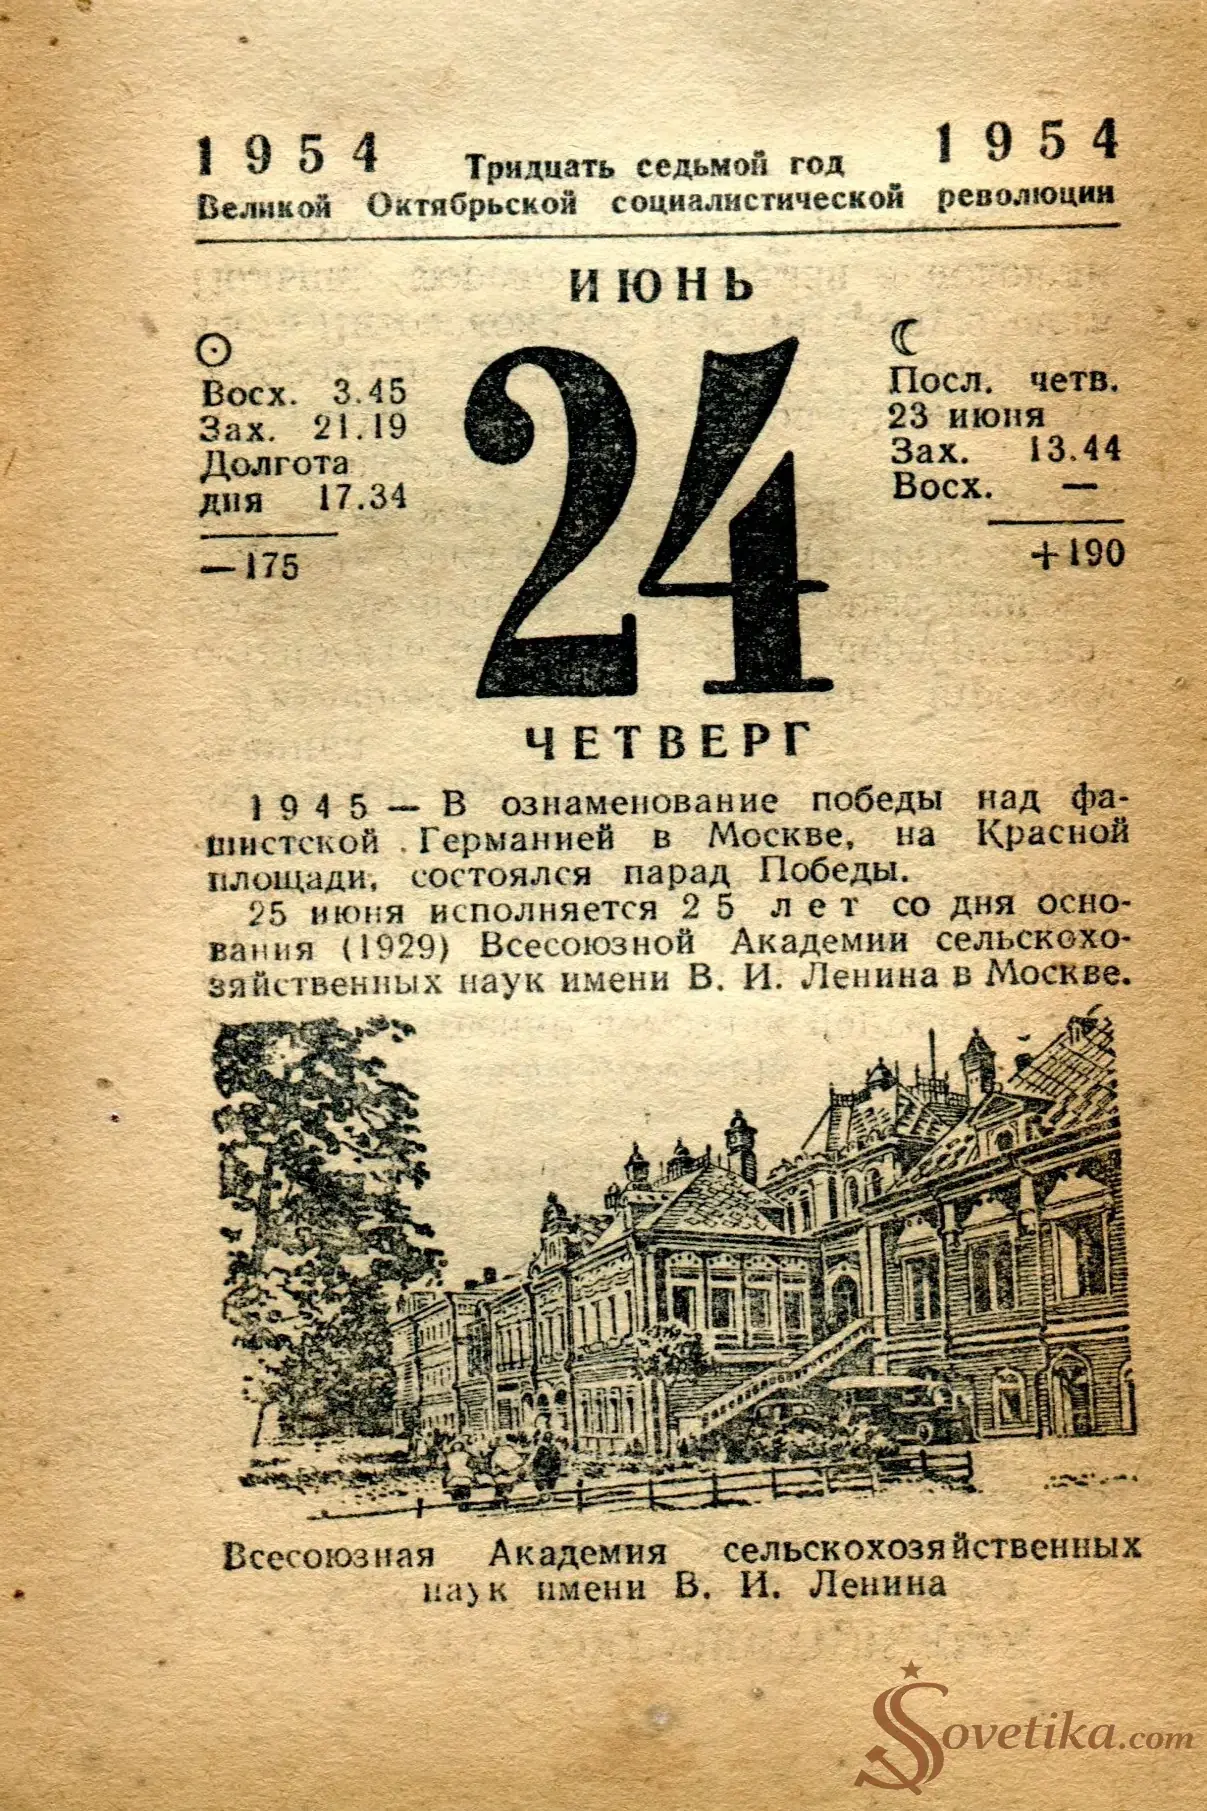 1954 Тридцать седьмой год 1954
Великой Октябрьской социалистической революции
ИЮНЬ
Восх. 3.45
Зах. 21.19
Долгота
дня 17.34
—175
24
☾
Посл. четв.
23 июня
Зах. 13.44
Восх. —
+190
ЧЕТВЕРГ
1945 — В ознаменование победы над фа-
шистской Германией в Москве, на Красной
площади, состоялся парад Победы.
25 июня исполняется 25 лет со дня осно-
вания (1929) Всесоюзной Академии сельскохо-
зяйственных наук имени В. И. Ленина в Москве.
Всесоюзная Академия сельскохозяйственных
наук имени В. И. Ленина
Sovetika.com